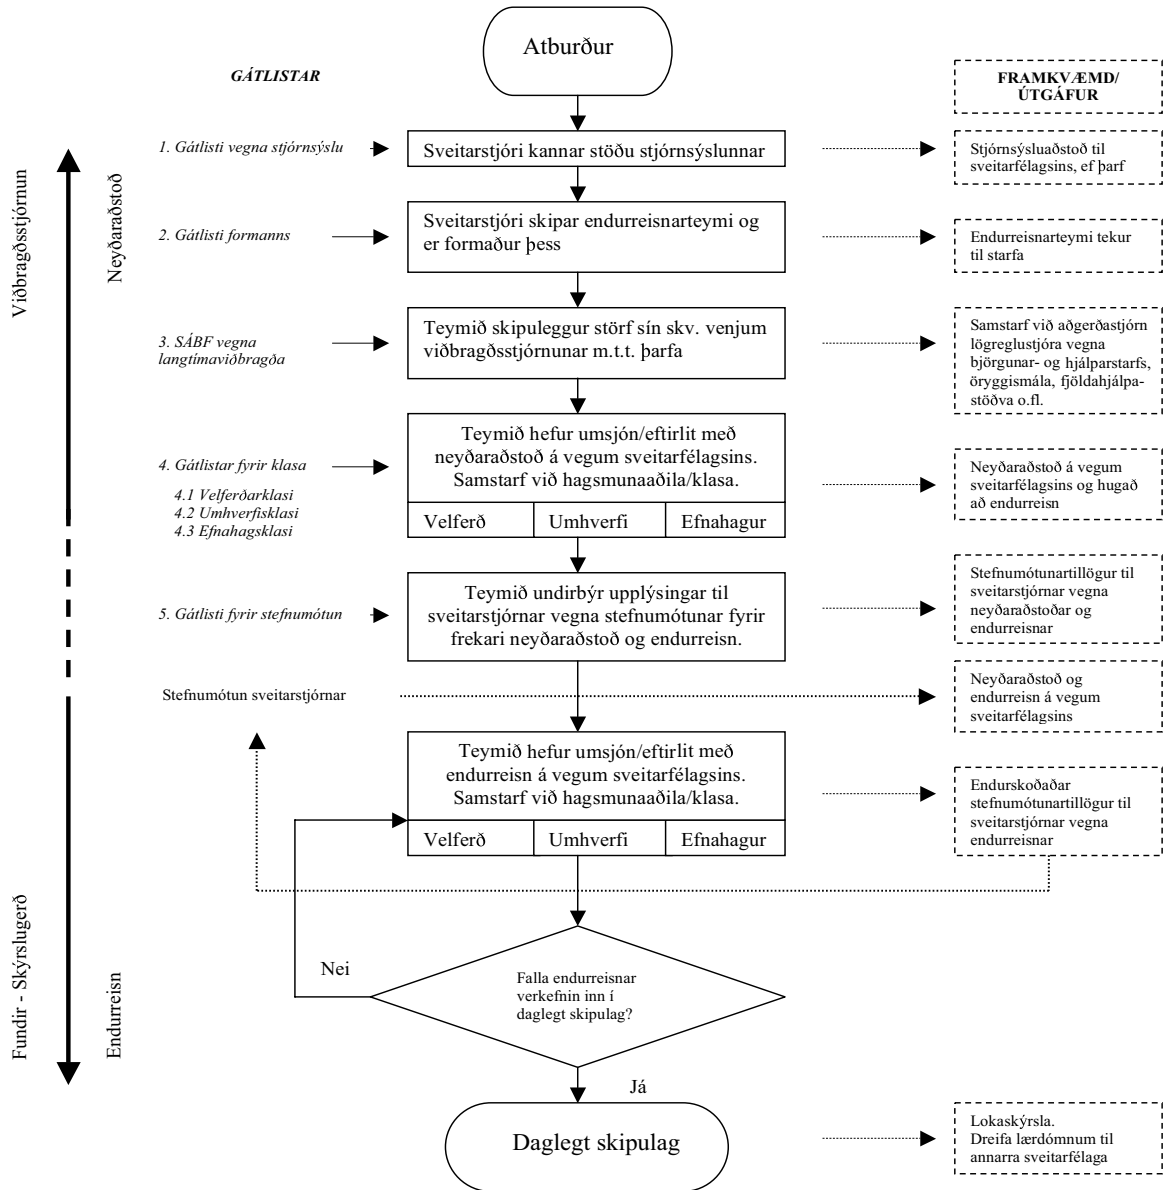 Atburður
GÁTLISTAR
FRAMKVÆMD/
ÚTGÁFUR
Viðbragðsstjórnun
Neyðaraðstoð
1. Gátlisti vegna stjórnsýslu
Sveitarstjóri kannar stöðu stjórnsýslunnar
Stjórnsýsluaðstoð til
sveitarfélagsins, ef þarf
2. Gátlisti formanns
Sveitarstjóri skipar endurreisnarteymi og
er formaður þess
Endurreisnarteymi tekur
til starfa
3. SÁBF vegna
langtímaviðbragða
Teymið skipuleggur störf sín skv. venjum
viðbragðsstjórnunar m.t.t. þarfa
Samstarf við aðgerðastjórn
lögreglustjóra vegna
björgunar- og hjálparstarfs,
öryggismála, fjöldahjálpa-
stöðva o.fl.
4. Gátlistar fyrir klasa
4.1 Velferðarklasi
4.2 Umhverfisklasi
4.3 Efnahagsklasi
Teymið hefur umsjón/eftirlit með
neyðaraðstoð á vegum sveitarfélagsins.
Samstarf við hagsmunaaðila/klasa.
Velferð Umhverfi Efnahagur
Neyðaraðstoð á vegum
sveitarfélagsins og hugað
að endurreisn
5. Gátlisti fyrir stefnumótun
Teymið undirbýr upplýsingar til
sveitarstjórnar vegna stefnumótunar fyrir
frekari neyðaraðstoð og endurreisn.
Stefnumótunartillögur til
sveitarstjórnar vegna
neyðaraðstoðar og
endurreisnar
Stefnumótun sveitarstjórnar
Neyðaraðstoð og
endurreisn á vegum
sveitarfélagsins
Teymið hefur umsjón/eftirlit með
endurreisn á vegum sveitarfélagsins.
Samstarf við hagsmunaaðila/klasa.
Velferð Umhverfi Efnahagur
Endurskoðaðar
stefnumótunartillögur til
sveitarstjórnar vegna
endurreisnar
Fundir - Skýrslugerð
Endurreisn
Nei
Falla endurreisnar
verkefnin inn í
daglegt skipulag?
Já
Daglegt skipulag
Lokaskýrsla.
Dreifa lærdómnum til
annarra sveitarfélaga